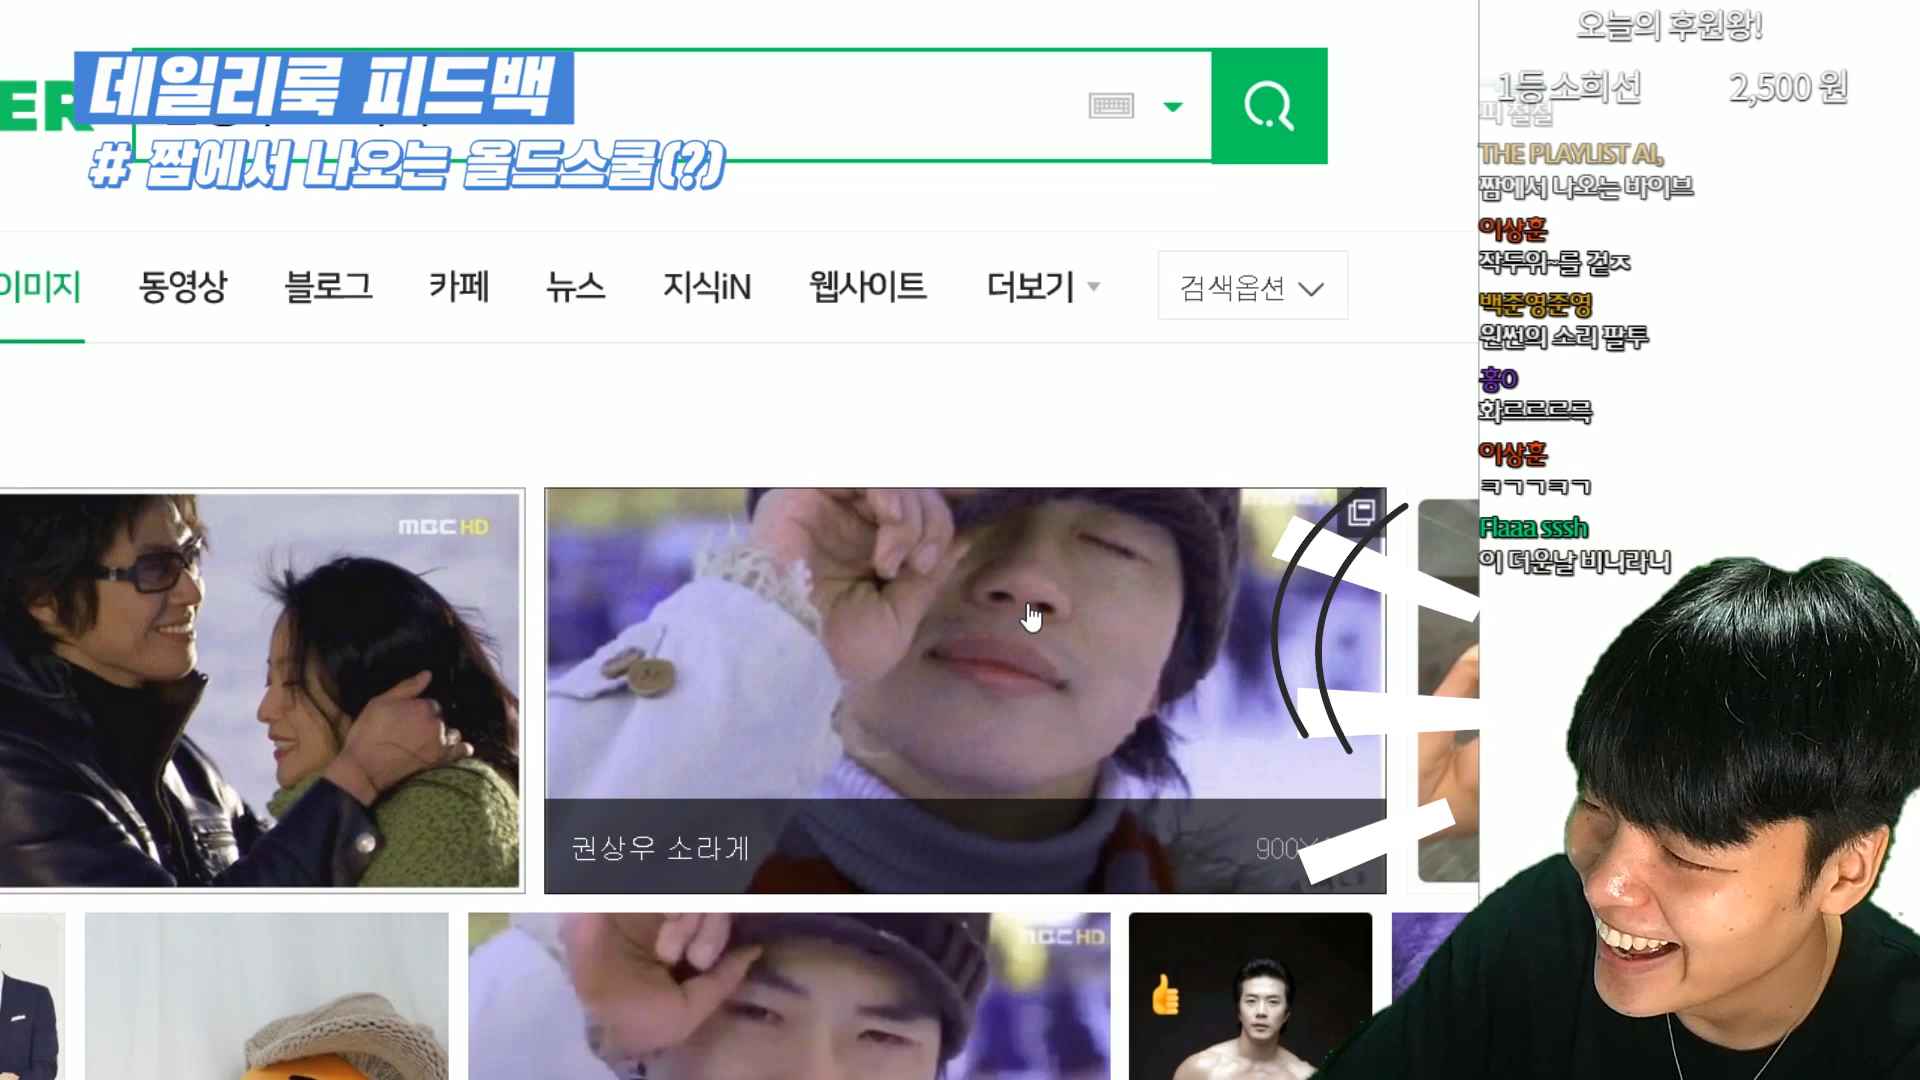 ER
데일리룩 피드백
# 짬에서 나오는 올드스쿨(?)
이미지 동영상 블로그 카페 뉴스 지식iN 웹사이트 더보기 검색옵션
MBC HD
권상우 소라게
MBC HD
오늘의 후원왕!
1등 소희선 2,500 원
THE PLAYLIST AI,
짬에서 나오는 바이브
이상훈
작두위~를 걷ㅈ
백준영준영
원썬의 소리 팔투
홍O
화르르르륵
이상훈
ㅋㄱㄱㅋㄱ
Flaaa sssh
이 더운날 비니라니